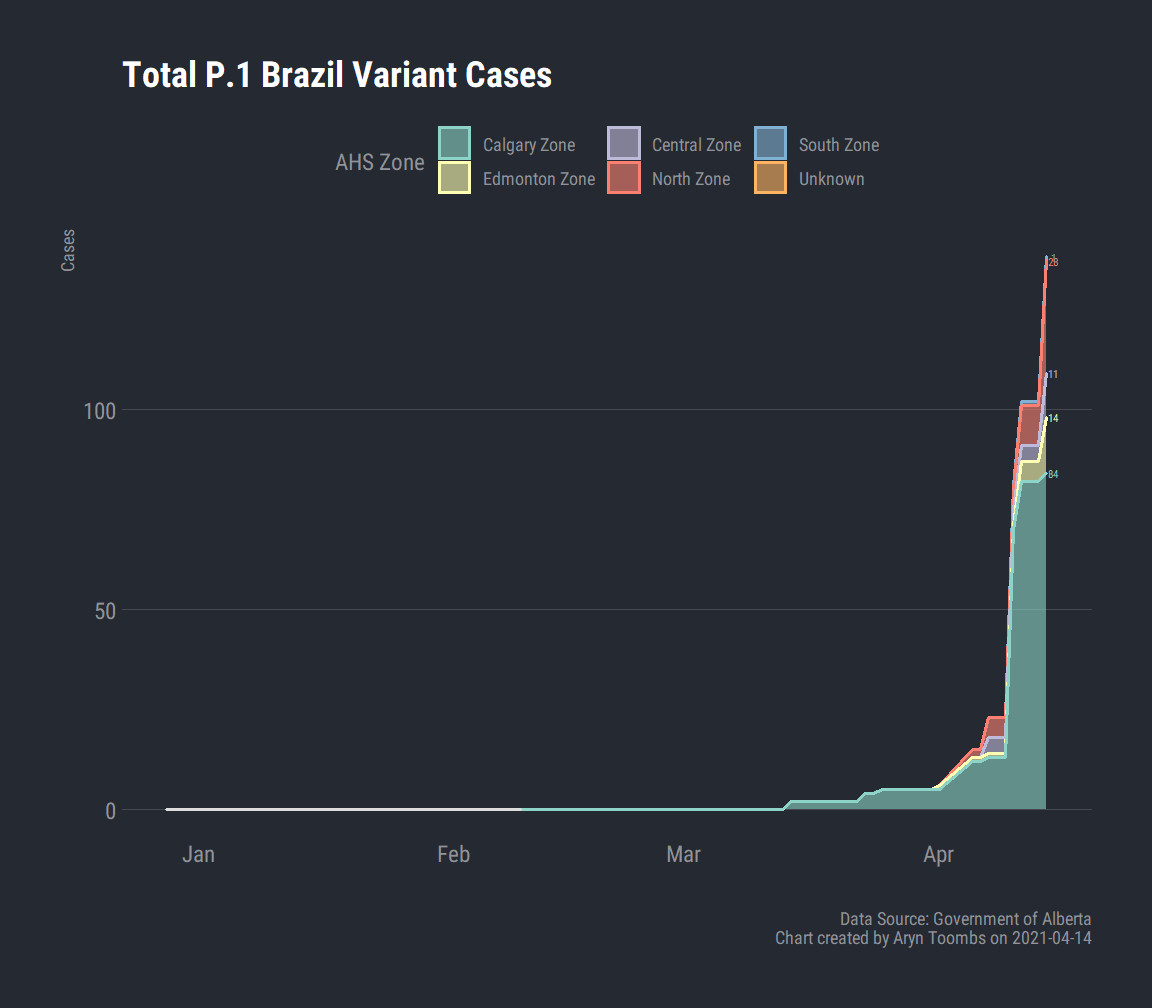 Total P.1 Brazil Variant Cases
AHS Zone
Calgary Zone
Central Zone
South Zone
Edmonton Zone
North Zone
Unknown
Cases
11
100
14
84
50
0
Jan
Feb
Mar
Apr
Data Source: Government of Alberta
Chart created by Aryn Toombs on 2021-04-14